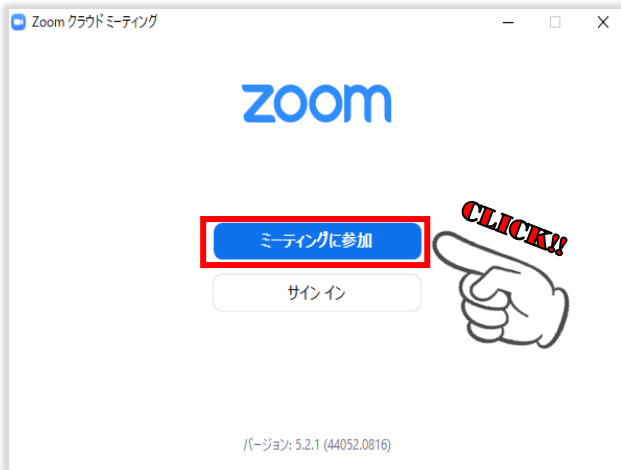 Zoom クラウド ミーティング
zoom
CLICK!!
ミーティングに参加
サイン イン
バージョン: 5.2.1 (44052.0816)